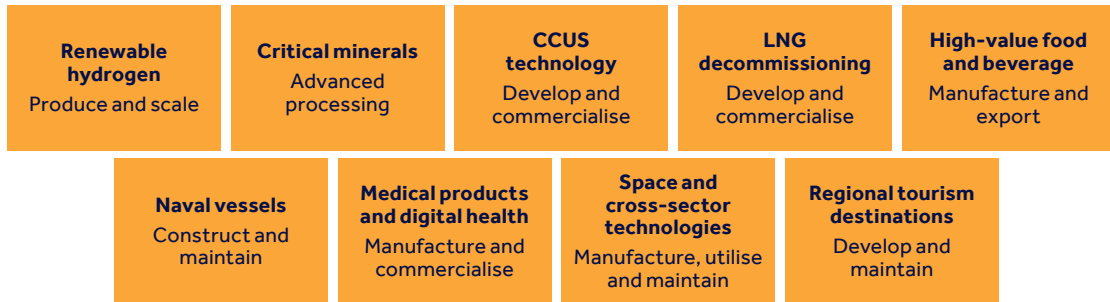 Renewable
hydrogen
Produce and scale
Critical minerals
Advanced
processing
CCUS
technology
Develop and
commercialise
LNG
decommissioning
Develop and
commercialise
High-value food
and beverage
Manufacture and
export
Naval vessels
Construct and
maintain
Medical products
and digital health
Manufacture and
commercialise
Space and
cross-sector
technologies
Manufacture, utilise
and maintain
Regional tourism
destinations
Develop and
maintain